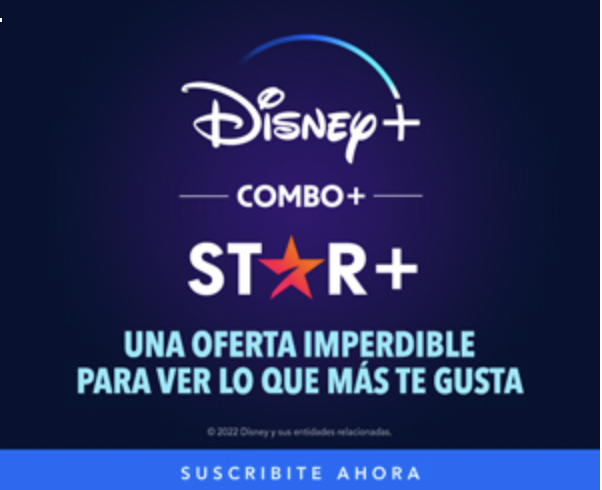 Disney+
COMBO+
STAR+
UNA OFERTA IMPERDIBLE
PARA VER LO QUE MÁS TE GUSTA
© 2022 Disney y sus entidades relacionadas.
SUSCRIBITE AHORA